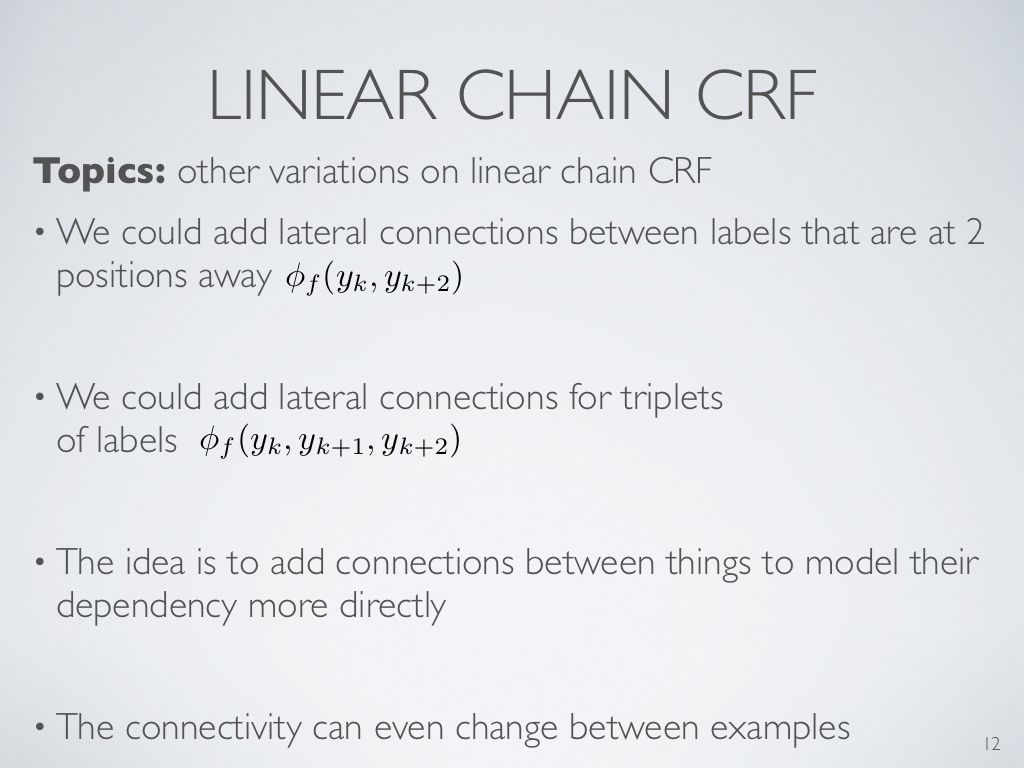 LINEAR CHAIN CRF
Topics: other variations on linear chain CRF
• We could add lateral connections between labels that are at 2
positions away ϕ_f(y_k, y_{k+2})
• We could add lateral connections for triplets
of labels ϕ_f(y_k, y_{k+1}, y_{k+2})
• The idea is to add connections between things to model their
dependency more directly
• The connectivity can even change between examples
12